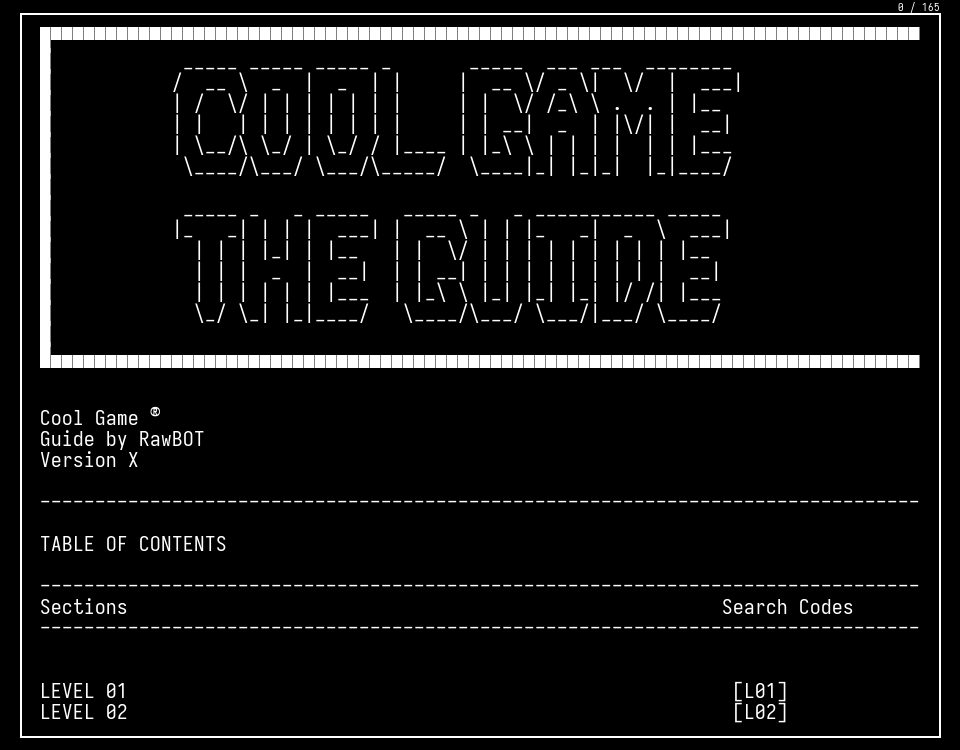 0 / 165
COOL GAME
THE GUIDE
Cool Game ®
Guide by RawBOT
Version X
TABLE OF CONTENTS
Sections Search Codes
LEVEL 01 [L01]
LEVEL 02 [L02]